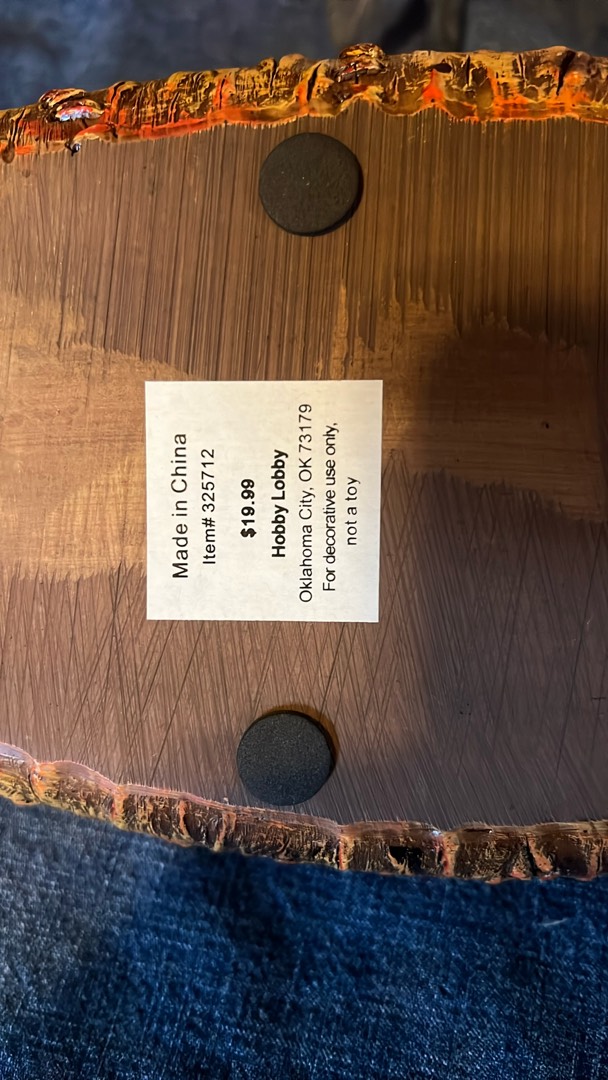 Made in China
Item# 325712
$19.99
Hobby Lobby
Oklahoma City, OK 73179
For decorative use only,
not a toy